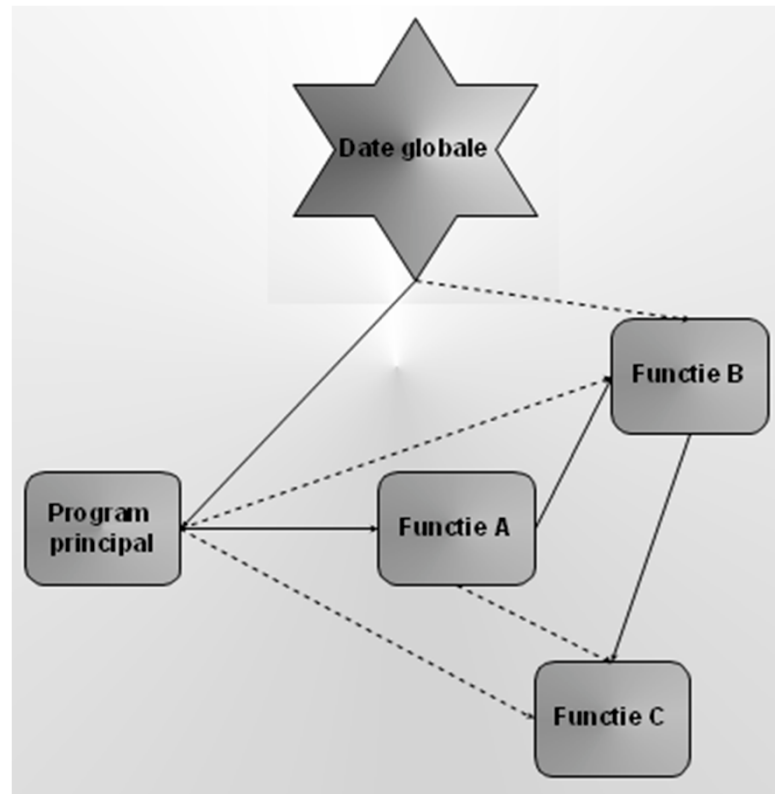 Date globale
Functie B
Program
principal
Functie A
Functie C